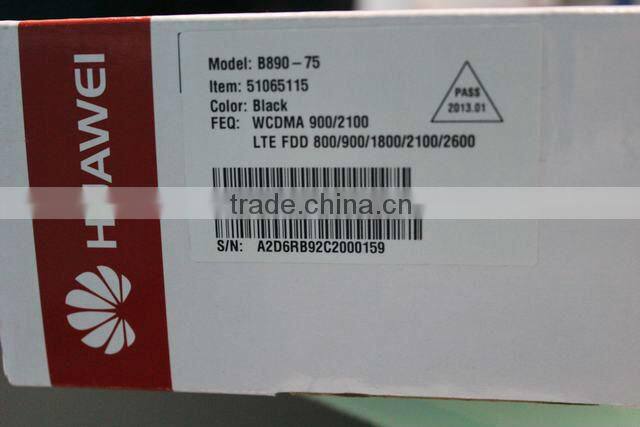 HUAWEI
Model: B890-75
Item: 51065115
Color: Black
FEQ: WCDMA 900/2100
LTE FDD 800/900/1800/2100/2600
PASS
2013.01
trade.china.cn
S/N: A2D6RB92C2000159